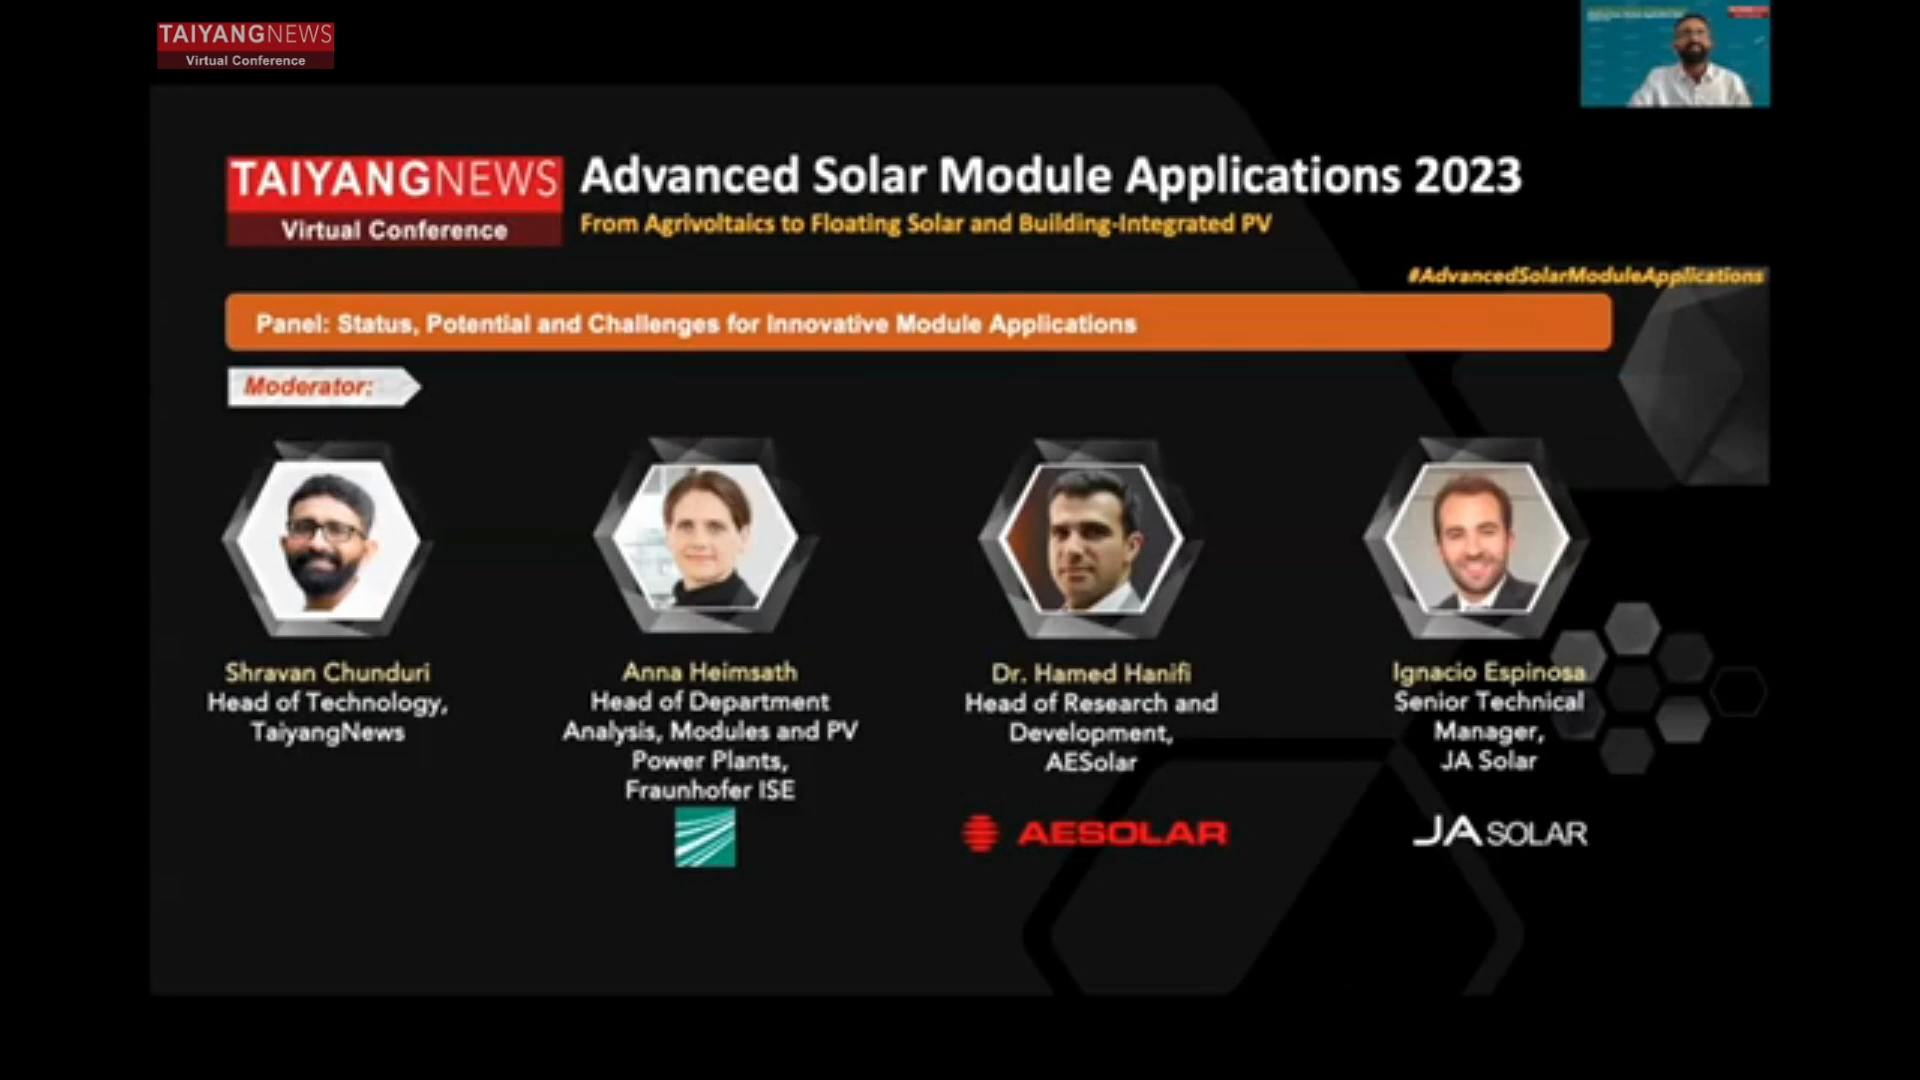 TAIYANGNEWS
Virtual Conference
TAIYANGNEWS
Virtual Conference
Advanced Solar Module Applications 2023
From Agrivoltaics to Floating Solar and Building-Integrated PV
#AdvancedSolarModuleApplications
Panel: Status, Potential and Challenges for Innovative Module Applications
Moderator:
Shravan Chunduri
Head of Technology,
TaiyangNews
Anna Heimsath
Head of Department
Analysis, Modules and PV
Power Plants,
Fraunhofer ISE
Dr. Hamed Hanifi
Head of Research and
Development,
AESolar
AESOLAR
Ignacio Espinosa
Senior Technical
Manager,
JA Solar
JASOLAR